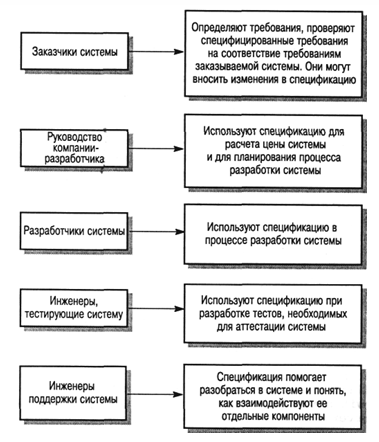 Заказчики системы
Определяют требования, проверяют
специфицированные требования
на соответствие требованиям
заказываемой системы. Они могут
вносить изменения в спецификацию
Руководство
компании-
разработчика
Используют спецификацию для
расчета цены системы
и для планирования процесса
разработки системы
Разработчики системы
Используют спецификацию в
процессе разработки системы
Инженеры,
тестирующие систему
Используют спецификацию при
разработке тестов, необходимых
для аттестации системы
Инженеры
поддержки системы
Спецификация помогает
разобраться в системе и понять,
как взаимодействуют ее
отдельные компоненты